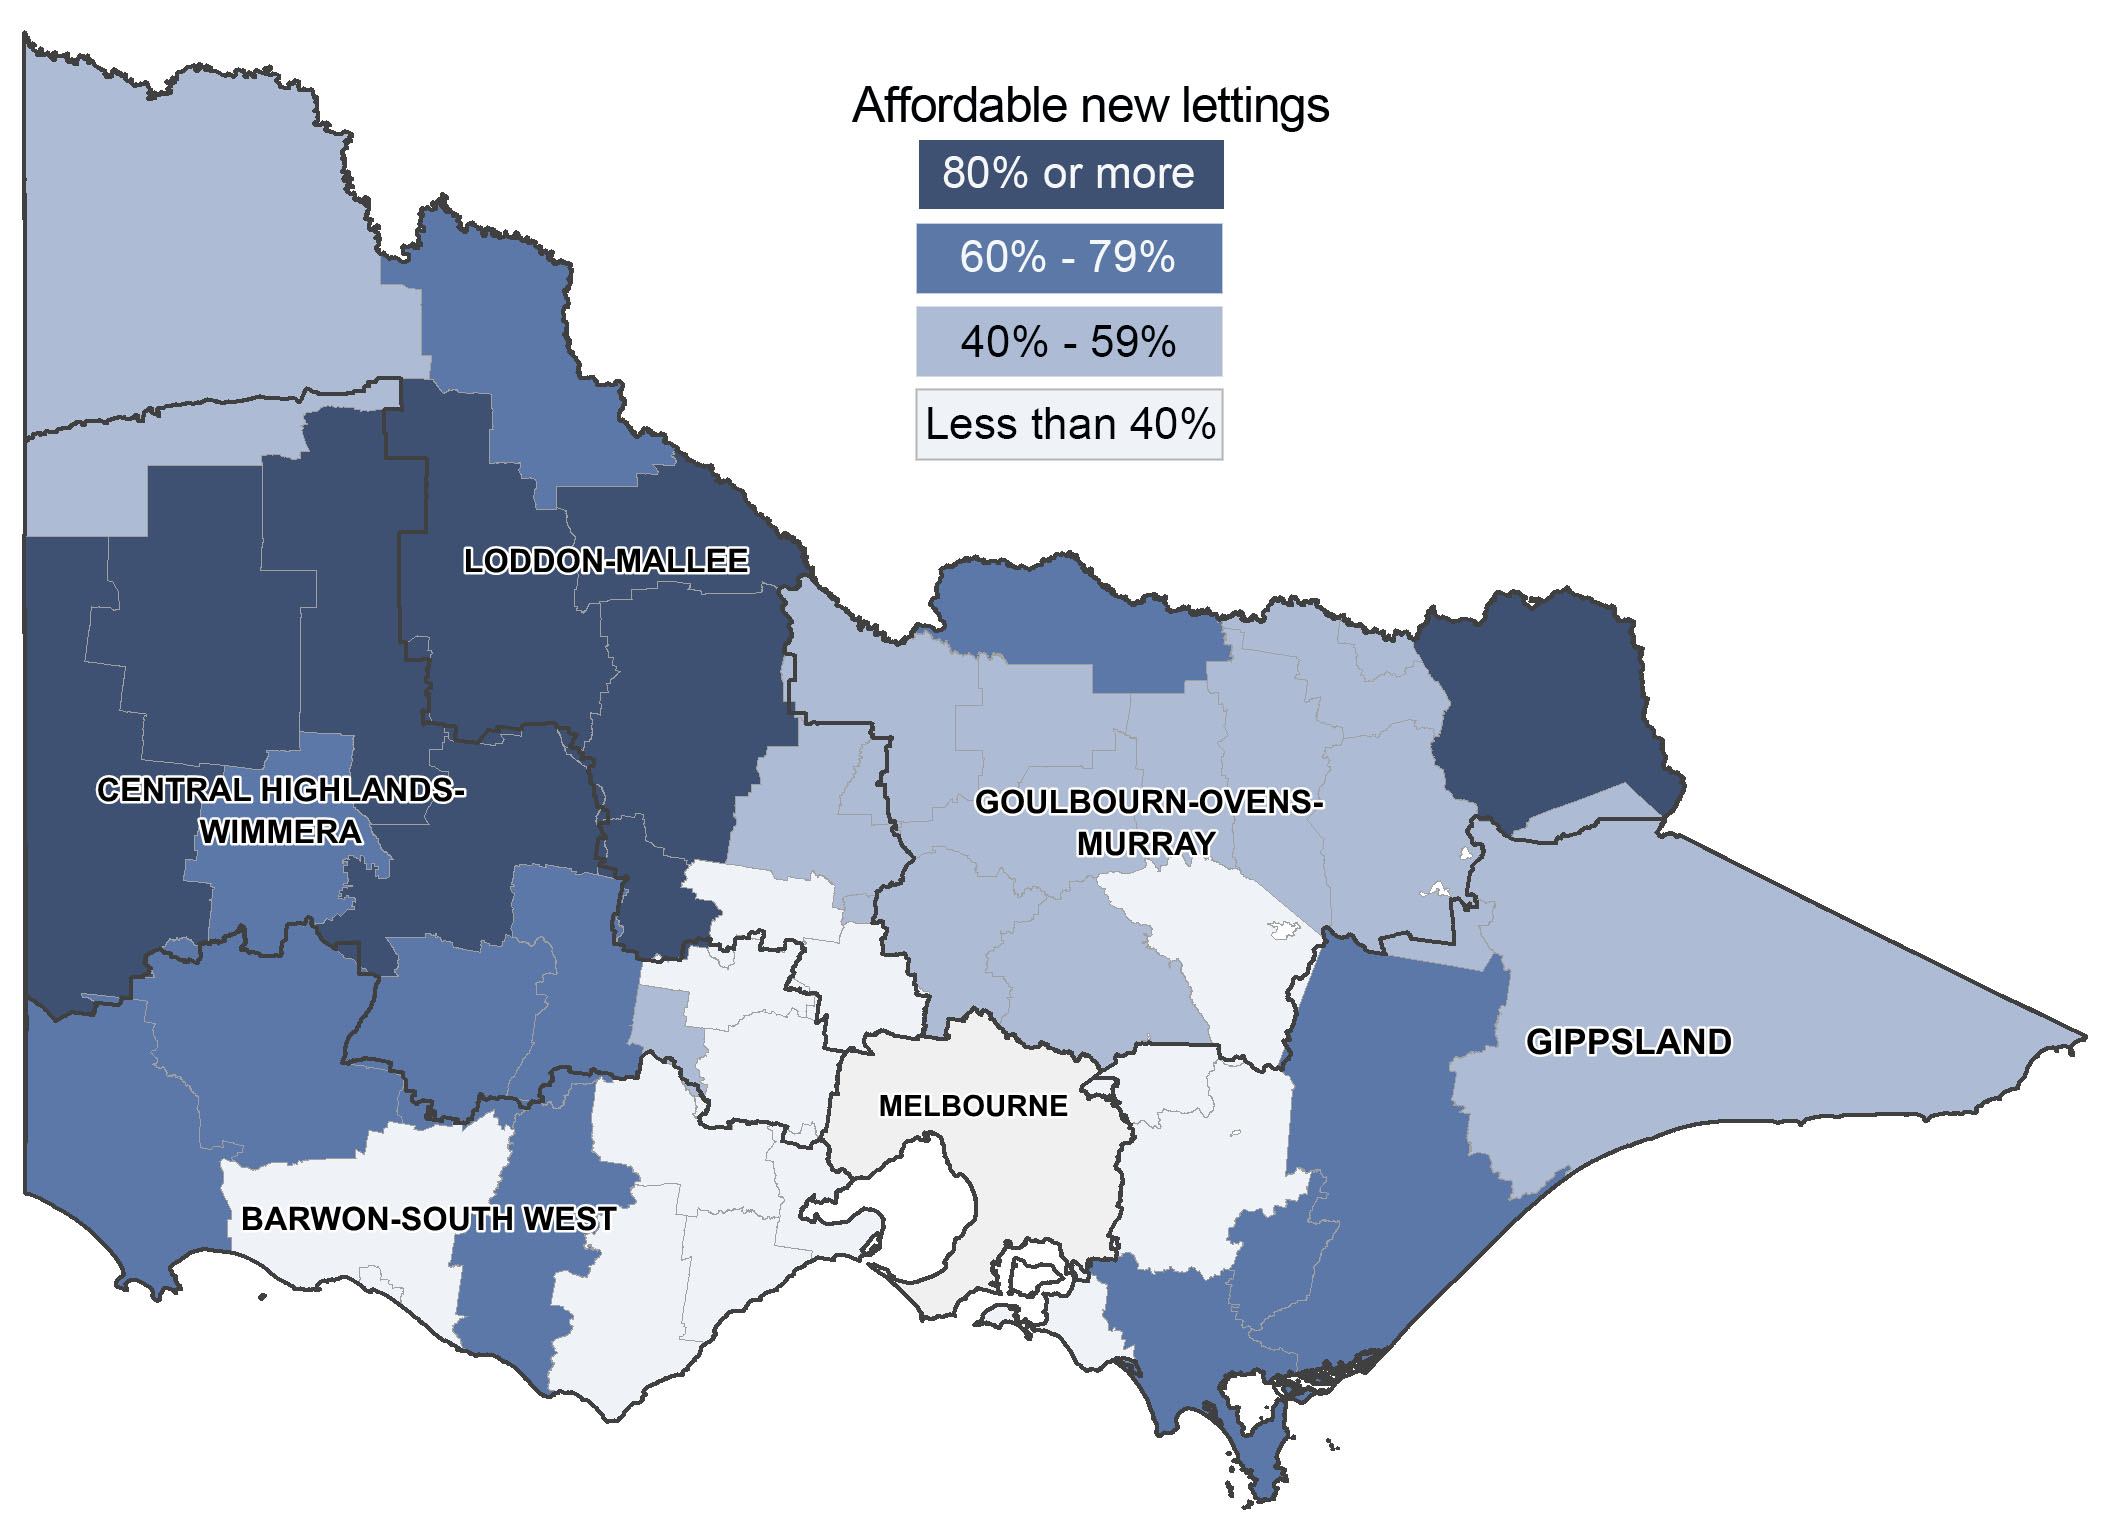 Affordable new lettings
80% or more
60% - 79%
40% - 59%
Less than 40%
LODDON-MALLEE
CENTRAL HIGHLANDS-
WIMMERA
GOULBOURN-OVENS-
MURRAY
GIPPSLAND
MELBOURNE
BARWON-SOUTH WEST